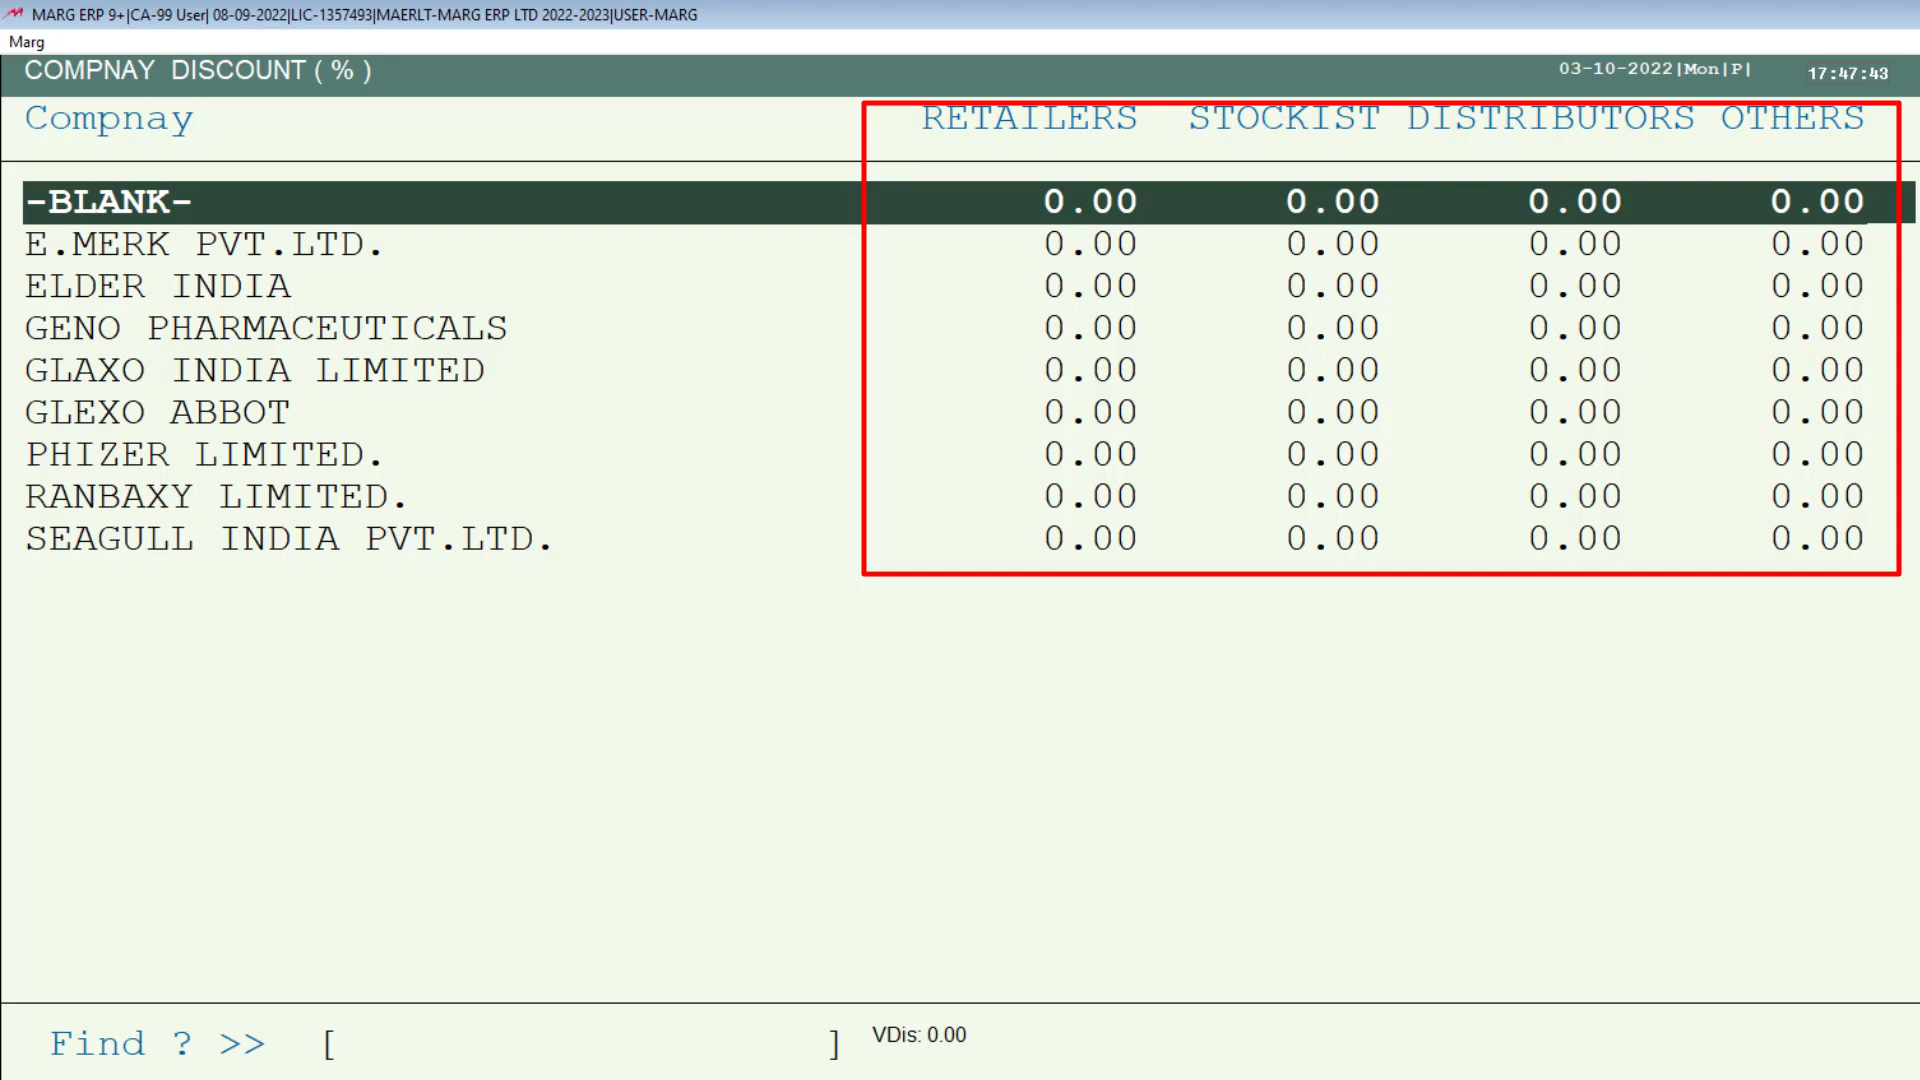 MARG ERP 9+|CA-99 User| 08-09-2022|LIC-1357493|MAERLT-MARG ERP LTD 2022-2023|USER-MARG
Marg
COMPNAY DISCOUNT ( % ) 03-10-2022|Mon|P| 17:47:43
Compnay RETAILERS STOCKIST DISTRIBUTORS OTHERS
-BLANK- 0.00 0.00 0.00 0.00
E.MERK PVT.LTD. 0.00 0.00 0.00 0.00
ELDER INDIA 0.00 0.00 0.00 0.00
GENO PHARMACEUTICALS 0.00 0.00 0.00 0.00
GLAXO INDIA LIMITED 0.00 0.00 0.00 0.00
GLEXO ABBOT 0.00 0.00 0.00 0.00
PHIZER LIMITED. 0.00 0.00 0.00 0.00
RANBAXY LIMITED. 0.00 0.00 0.00 0.00
SEAGULL INDIA PVT.LTD. 0.00 0.00 0.00 0.00
Find ? >> [ ] VDis: 0.00